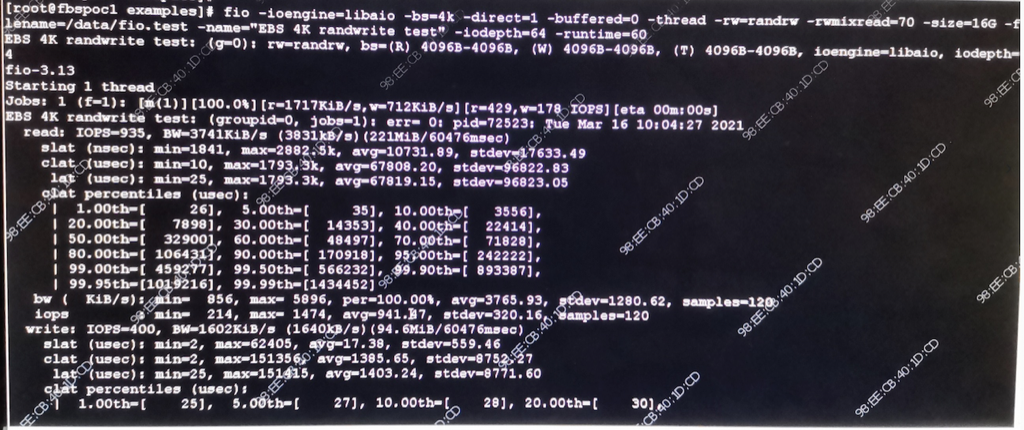 [root@fbspocl examples]# fio -ioengine=libaio -bs=4k -direct=1 -buffered=0 -thread -rw=randrw -rwmixread=70 -size=16G -f
lename=/data/fio.test -name="EBS 4K randwrite test" -iodepth=64 -runtime=60
EBS 4K randwrite test: (g=0): rw=randrw, bs=(R) 4096B-4096B, (W) 4096B-4096B, (T) 4096B-4096B, ioengine=libaio, iodepth=
4
fio-3.13
Starting 1 thread
Jobs: 1 (f=1): [m(1)][100.0%][r=1717KiB/s,w=712KiB/s][r=429,w=178 IOPS][eta 00m:00s]
EBS 4K randwrite test: (groupid=0, jobs=1): err= 0: pid=72523: Tue Mar 16 10:04:27 2021
read: IOPS=935, BW=3741KiB/s (3831kB/s)(221MiB/60476msec)
slat (nsec): min=1841, max=2882.5k, avg=10731.89, stdev=17633.49
clat (usec): min=10, max=1793.3k, avg=67808.20, stdev=96822.83
lat (usec): min=25, max=1793.3k, avg=67819.15, stdev=96823.05
clat percentiles (usec):
| 1.00th=[ 26], 5.00th=[ 35], 10.00th=[ 3556],
| 20.00th=[ 7898], 30.00th=[ 14353], 40.00th=[ 22414],
| 50.00th=[ 32900], 60.00th=[ 48497], 70.00th=[ 71828],
| 80.00th=[ 106431], 90.00th=[ 170918], 95.00th=[ 242222],
| 99.00th=[ 459277], 99.50th=[ 566232], 99.90th=[ 893387],
| 99.95th=[1019216], 99.99th=[1434452]
bw ( KiB/s): min= 856, max= 5896, per=100.00%, avg=3765.93, stdev=1280.62, samples=120
iops : min= 214, max= 1474, avg=941.47, stdev=320.16, samples=120
write: IOPS=400, BW=1602KiB/s (1640kB/s)(94.6MiB/60476msec)
slat (usec): min=2, max=62405, avg=17.38, stdev=559.46
clat (usec): min=2, max=151356, avg=1385.65, stdev=8752.27
lat (usec): min=25, max=151415, avg=1403.24, stdev=8771.60
clat percentiles (usec):
| 1.00th=[ 25], 5.00th=[ 27], 10.00th=[ 28], 20.00th=[ 30],
98:EE:CB:40:1D:CD